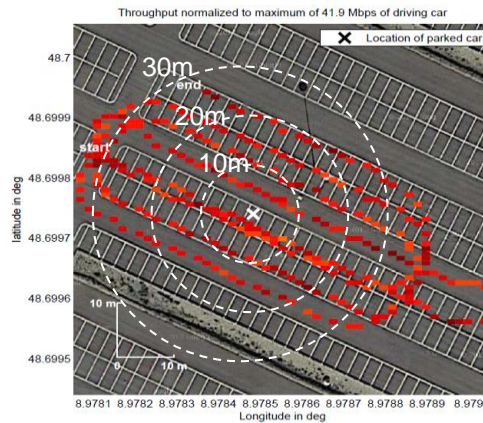 Throughput normalized to maximum of 41.9 Mbps of driving car
Location of parked car
48.7
48.6999
48.6998
48.6997
48.6996
48.6995
latitude in deg
30m
end
20m
start
10m
10 m
0
0 10 m
8.9781 8.9782 8.9783 8.9784 8.9785 8.9786 8.9787 8.9788 8.9789 8.979
Longitude in deg